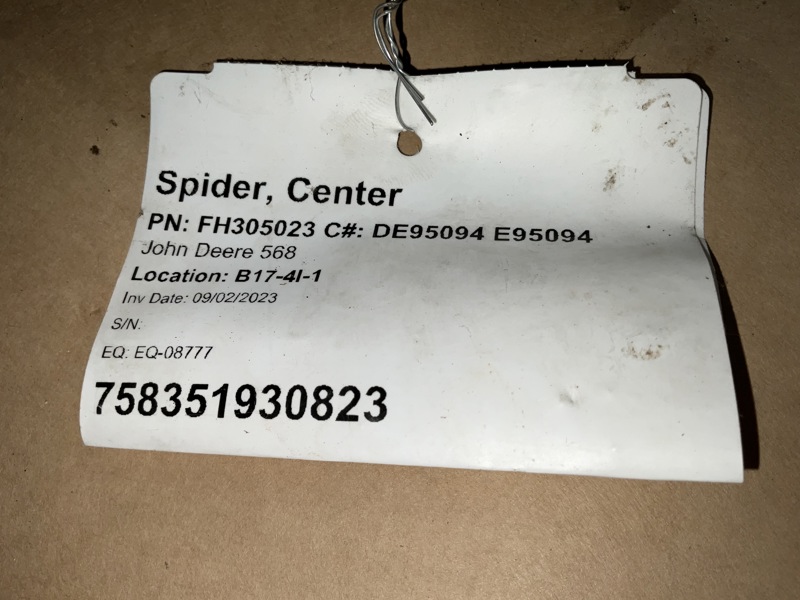 Spider, Center
PN: FH305023 C#: DE95094 E95094
John Deere 568
Location: B17-4I-1
Inv Date: 09/02/2023
S/N:
EQ: EQ-08777
758351930823